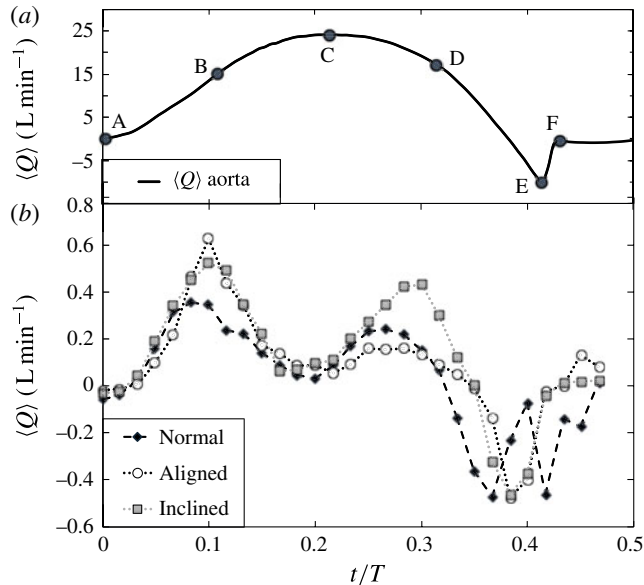 (a)
25
15
5
−5
⟨Q⟩ (L min−1)
A
B
C
D
E
F
⟨Q⟩ aorta
(b)
0.8
0.6
0.4
0.2
0
−0.2
−0.4
−0.6
⟨Q⟩ (L min−1)
Normal
Aligned
Inclined
0
0.1
0.2
0.3
0.4
0.5
t/T